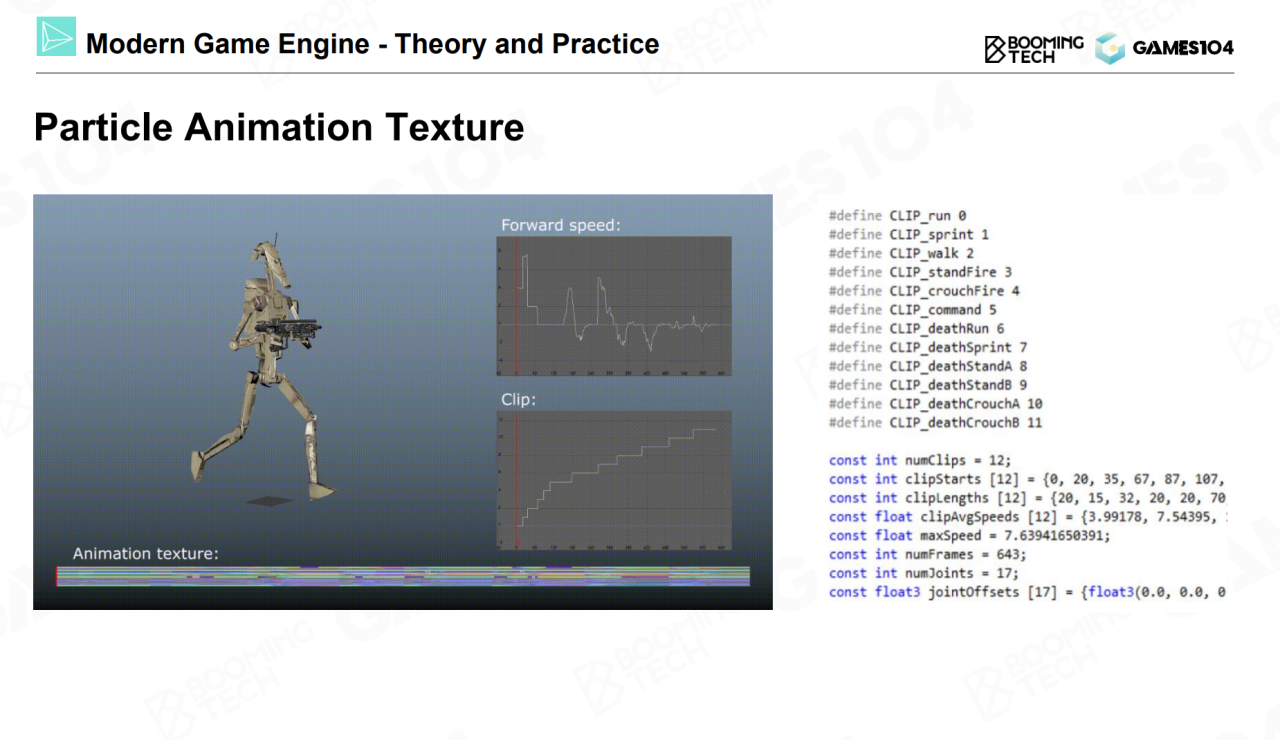 Modern Game Engine - Theory and Practice
BOOMING TECH
GAMES104
Particle Animation Texture
Forward speed:
Clip:
Animation texture:
#define CLIP_run 0
#define CLIP_sprint 1
#define CLIP_walk 2
#define CLIP_standFire 3
#define CLIP_crouchFire 4
#define CLIP_command 5
#define CLIP_deathRun 6
#define CLIP_deathSprint 7
#define CLIP_deathStandA 8
#define CLIP_deathStandB 9
#define CLIP_deathCrouchA 10
#define CLIP_deathCrouchB 11
const int numClips = 12;
const int clipStarts [12] = {0, 20, 35, 67, 87, 107,
const int clipLengths [12] = {20, 15, 32, 20, 20, 70,
const float clipAvgSpeeds [12] = {3.99178, 7.54395,
const float maxSpeed = 7.63941650391;
const int numFrames = 643;
const int numJoints = 17;
const float3 jointOffsets [17] = {float3(0.0, 0.0, 0